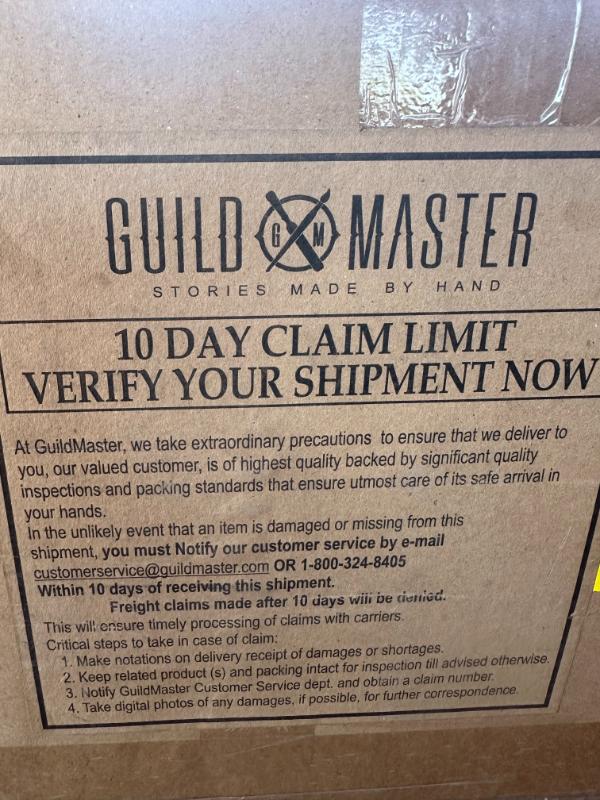 GUILD GM MASTER
STORIES MADE BY HAND
10 DAY CLAIM LIMIT
VERIFY YOUR SHIPMENT NOW
At GuildMaster, we take extraordinary precautions to ensure that we deliver to
you, our valued customer, is of highest quality backed by significant quality
inspections and packing standards that ensure utmost care of its safe arrival in
your hands.
In the unlikely event that an item is damaged or missing from this
shipment, you must Notify our customer service by e-mail
customerservice@guildmaster.com OR 1-800-324-8405
Within 10 days of receiving this shipment.
Freight claims made after 10 days will be denied.
This will ensure timely processing of claims with carriers.
Critical steps to take in case of claim:
1. Make notations on delivery receipt of damages or shortages.
2. Keep related product (s) and packing intact for inspection till advised otherwise.
3. Notify GuildMaster Customer Service dept. and obtain a claim number.
4. Take digital photos of any damages, if possible, for further correspondence.